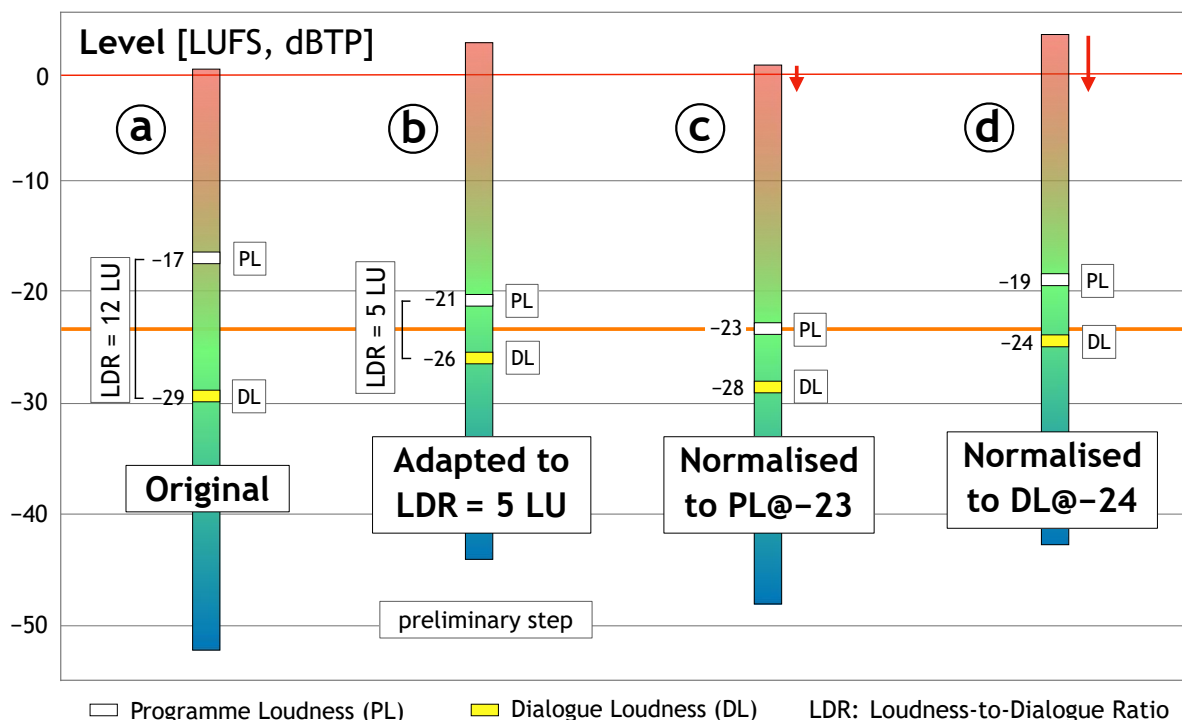 Level [LUFS, dBTP]
0
−10
−20
−30
−40
−50
a
b
c
d
LDR = 12 LU
−17
PL
−29
DL
Original
LDR = 5 LU
−21
PL
−26
DL
Adapted to
LDR = 5 LU
preliminary step
−23
PL
−28
DL
Normalised
to PL@−23
−19
PL
−24
DL
Normalised
to DL@−24
Programme Loudness (PL)
Dialogue Loudness (DL)
LDR: Loudness-to-Dialogue Ratio